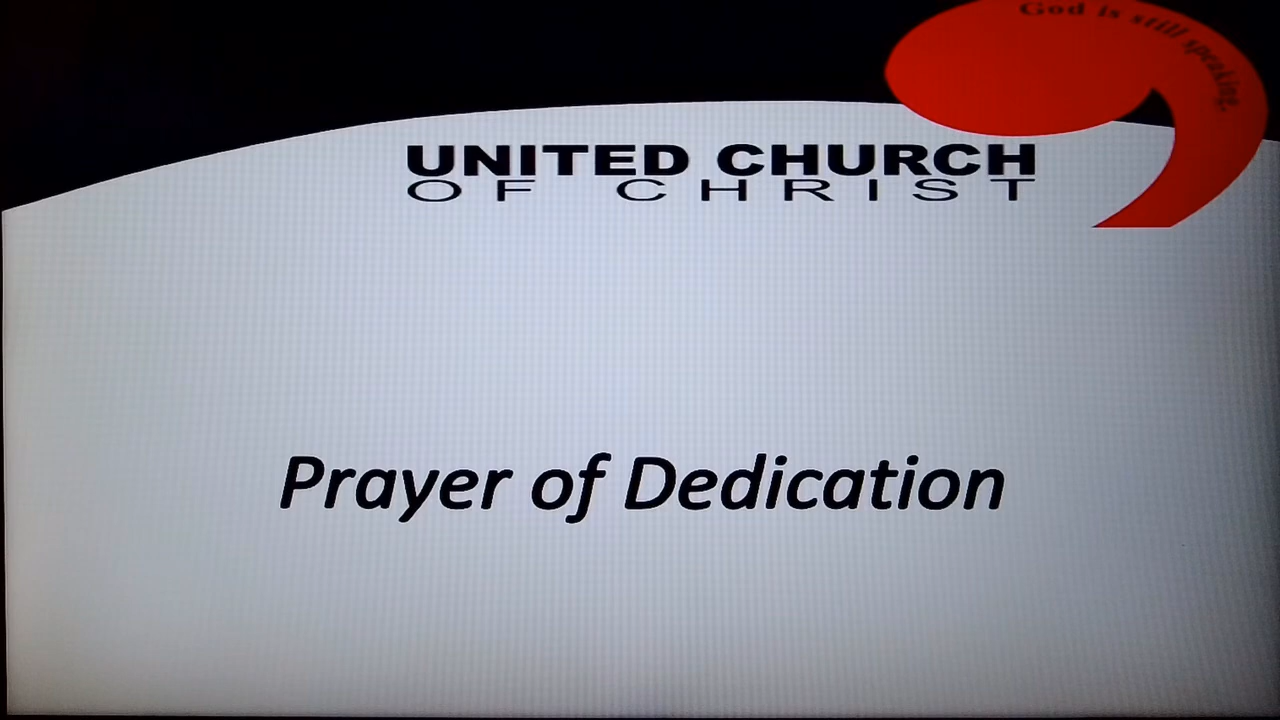 God is still speaking,
UNITED CHURCH
OF CHRIST
Prayer of Dedication